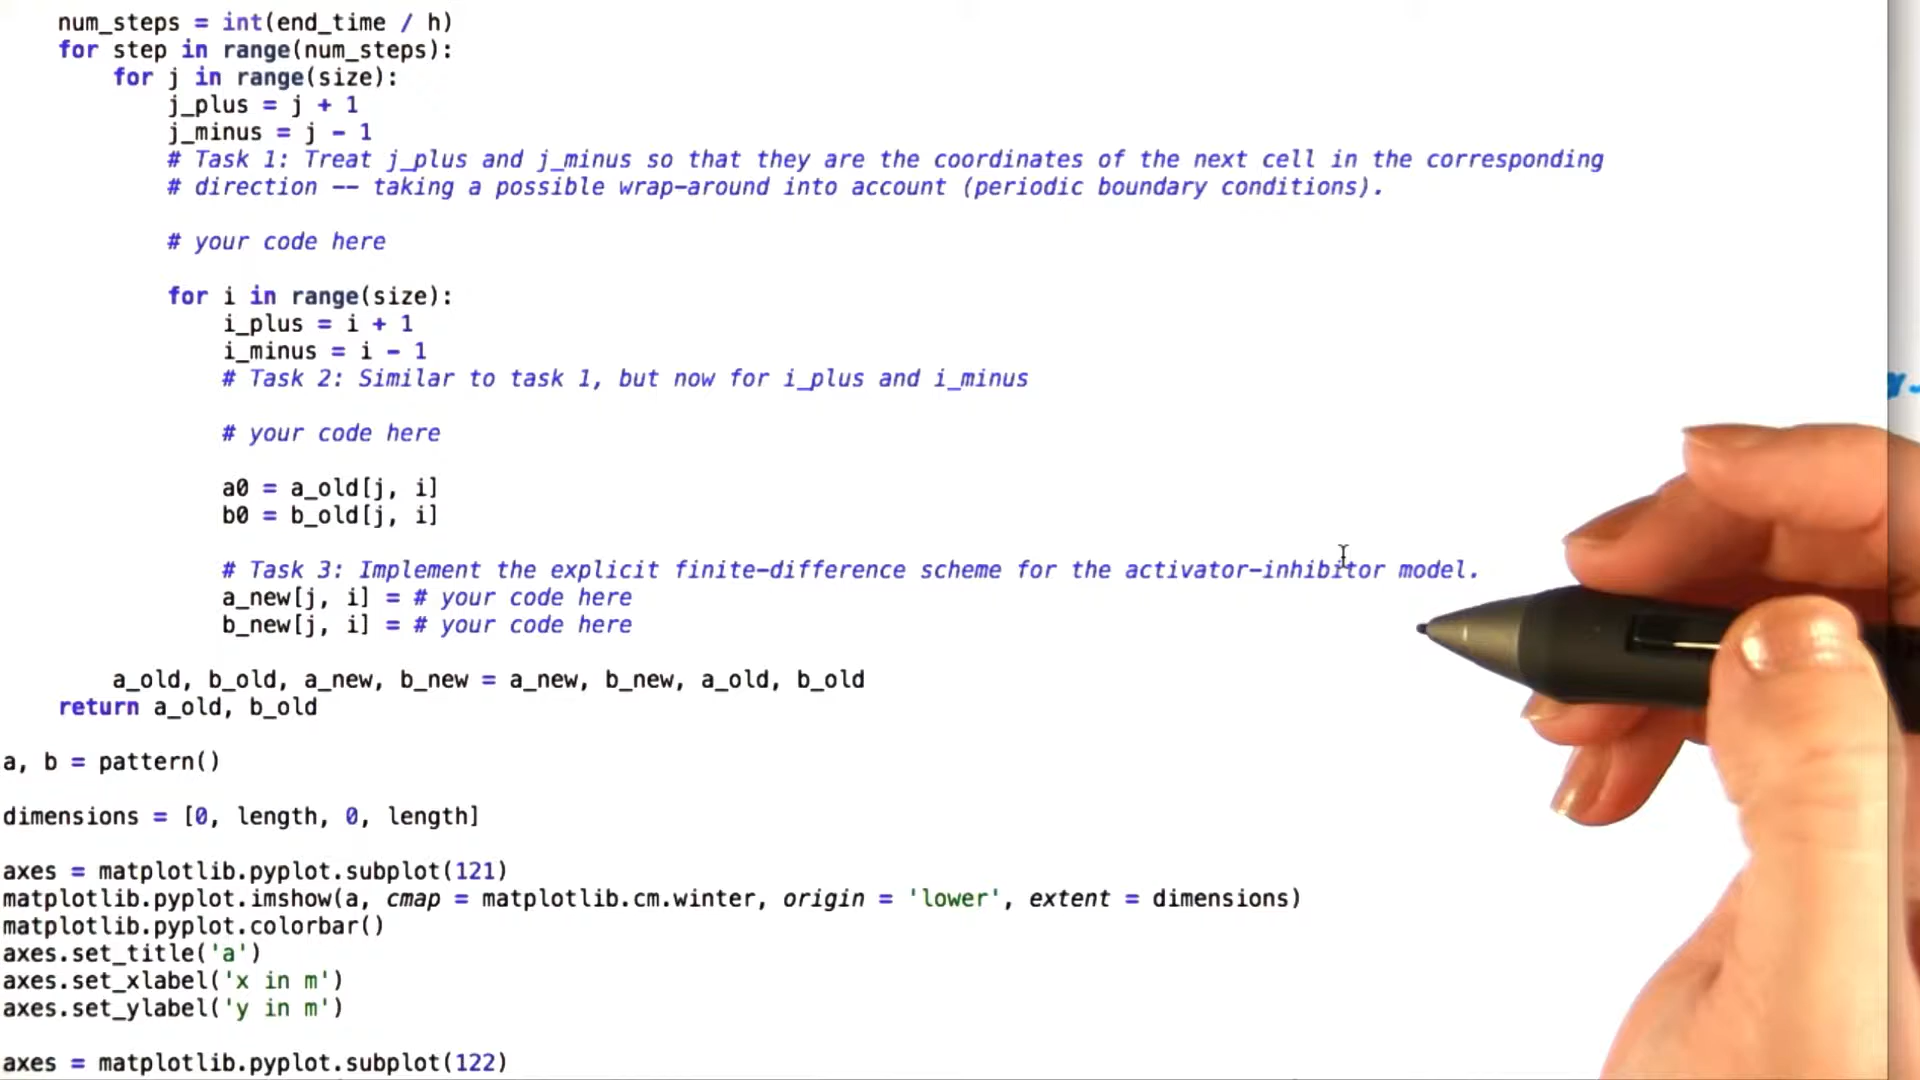 num_steps = int(end_time / h)
for step in range(num_steps):
for j in range(size):
j_plus = j + 1
j_minus = j - 1
# Task 1: Treat j_plus and j_minus so that they are the coordinates of the next cell in the corresponding
# direction -- taking a possible wrap-around into account (periodic boundary conditions).
# your code here
for i in range(size):
i_plus = i + 1
i_minus = i - 1
# Task 2: Similar to task 1, but now for i_plus and i_minus
# your code here
a0 = a_old[j, i]
b0 = b_old[j, i]
# Task 3: Implement the explicit finite-difference scheme for the activator-inhibitor model.
a_new[j, i] = # your code here
b_new[j, i] = # your code here
a_old, b_old, a_new, b_new = a_new, b_new, a_old, b_old
return a_old, b_old
a, b = pattern()
dimensions = [0, length, 0, length]
axes = matplotlib.pyplot.subplot(121)
matplotlib.pyplot.imshow(a, cmap = matplotlib.cm.winter, origin = 'lower', extent = dimensions)
matplotlib.pyplot.colorbar()
axes.set_title('a')
axes.set_xlabel('x in m')
axes.set_ylabel('y in m')
axes = matplotlib.pyplot.subplot(122)